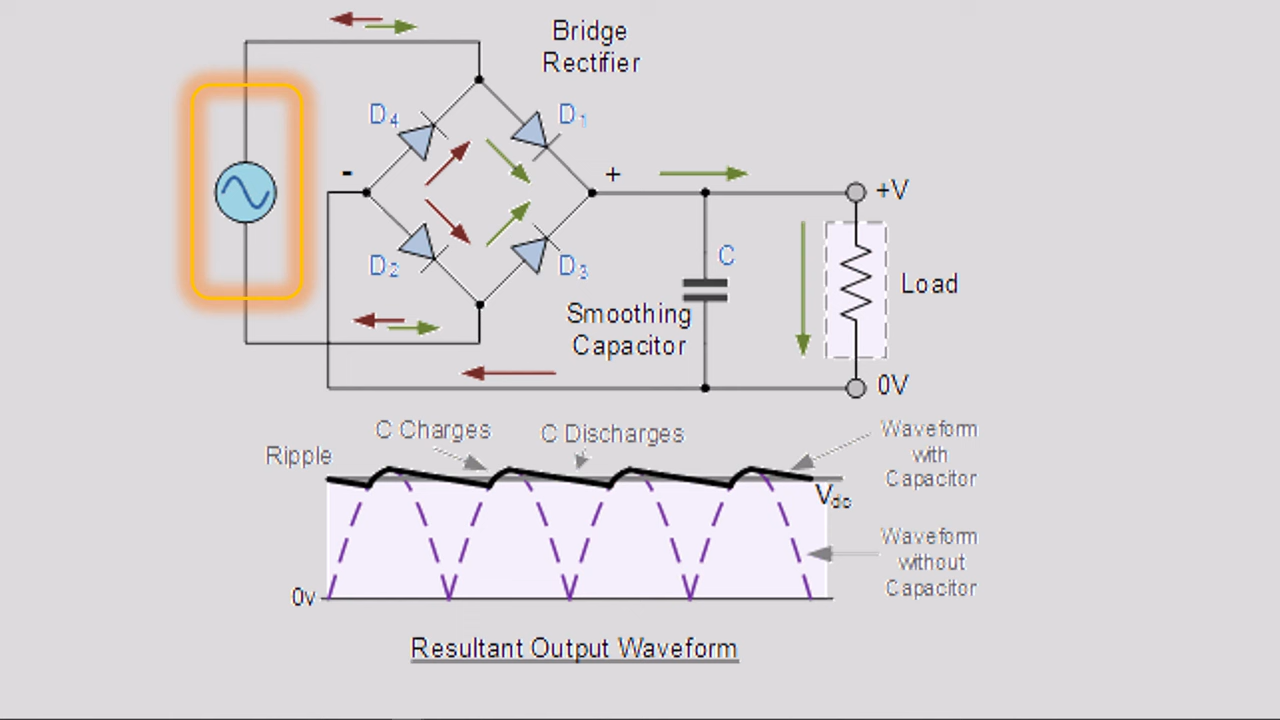 Bridge
Rectifier
D4
D1
-
+
+V
D2
D3
C
Load
Smoothing
Capacitor
0V
C Charges
C Discharges
Waveform
with
Capacitor
Ripple
Vdc
Waveform
without
Capacitor
0v
Resultant Output Waveform